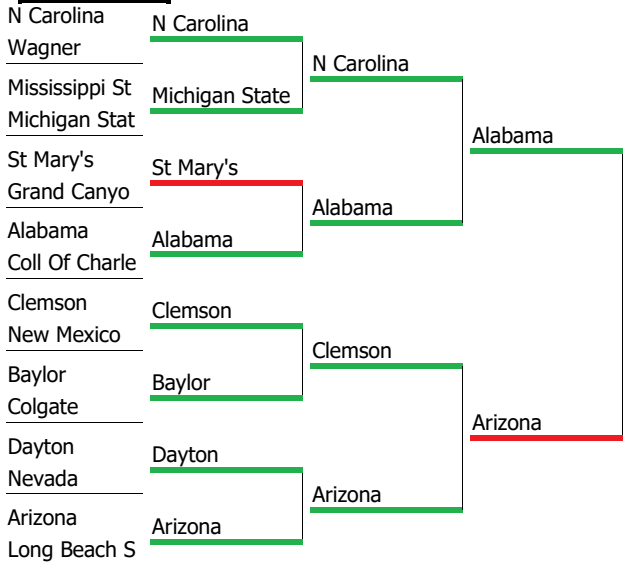 N Carolina
Wagner
Mississippi St
Michigan Stat
St Mary's
Grand Canyo
Alabama
Coll Of Charle
Clemson
New Mexico
Baylor
Colgate
Dayton
Nevada
Arizona
Long Beach S
N Carolina
Michigan State
St Mary's
Alabama
Clemson
Baylor
Dayton
Arizona
N Carolina
Alabama
Clemson
Arizona
Alabama
Arizona